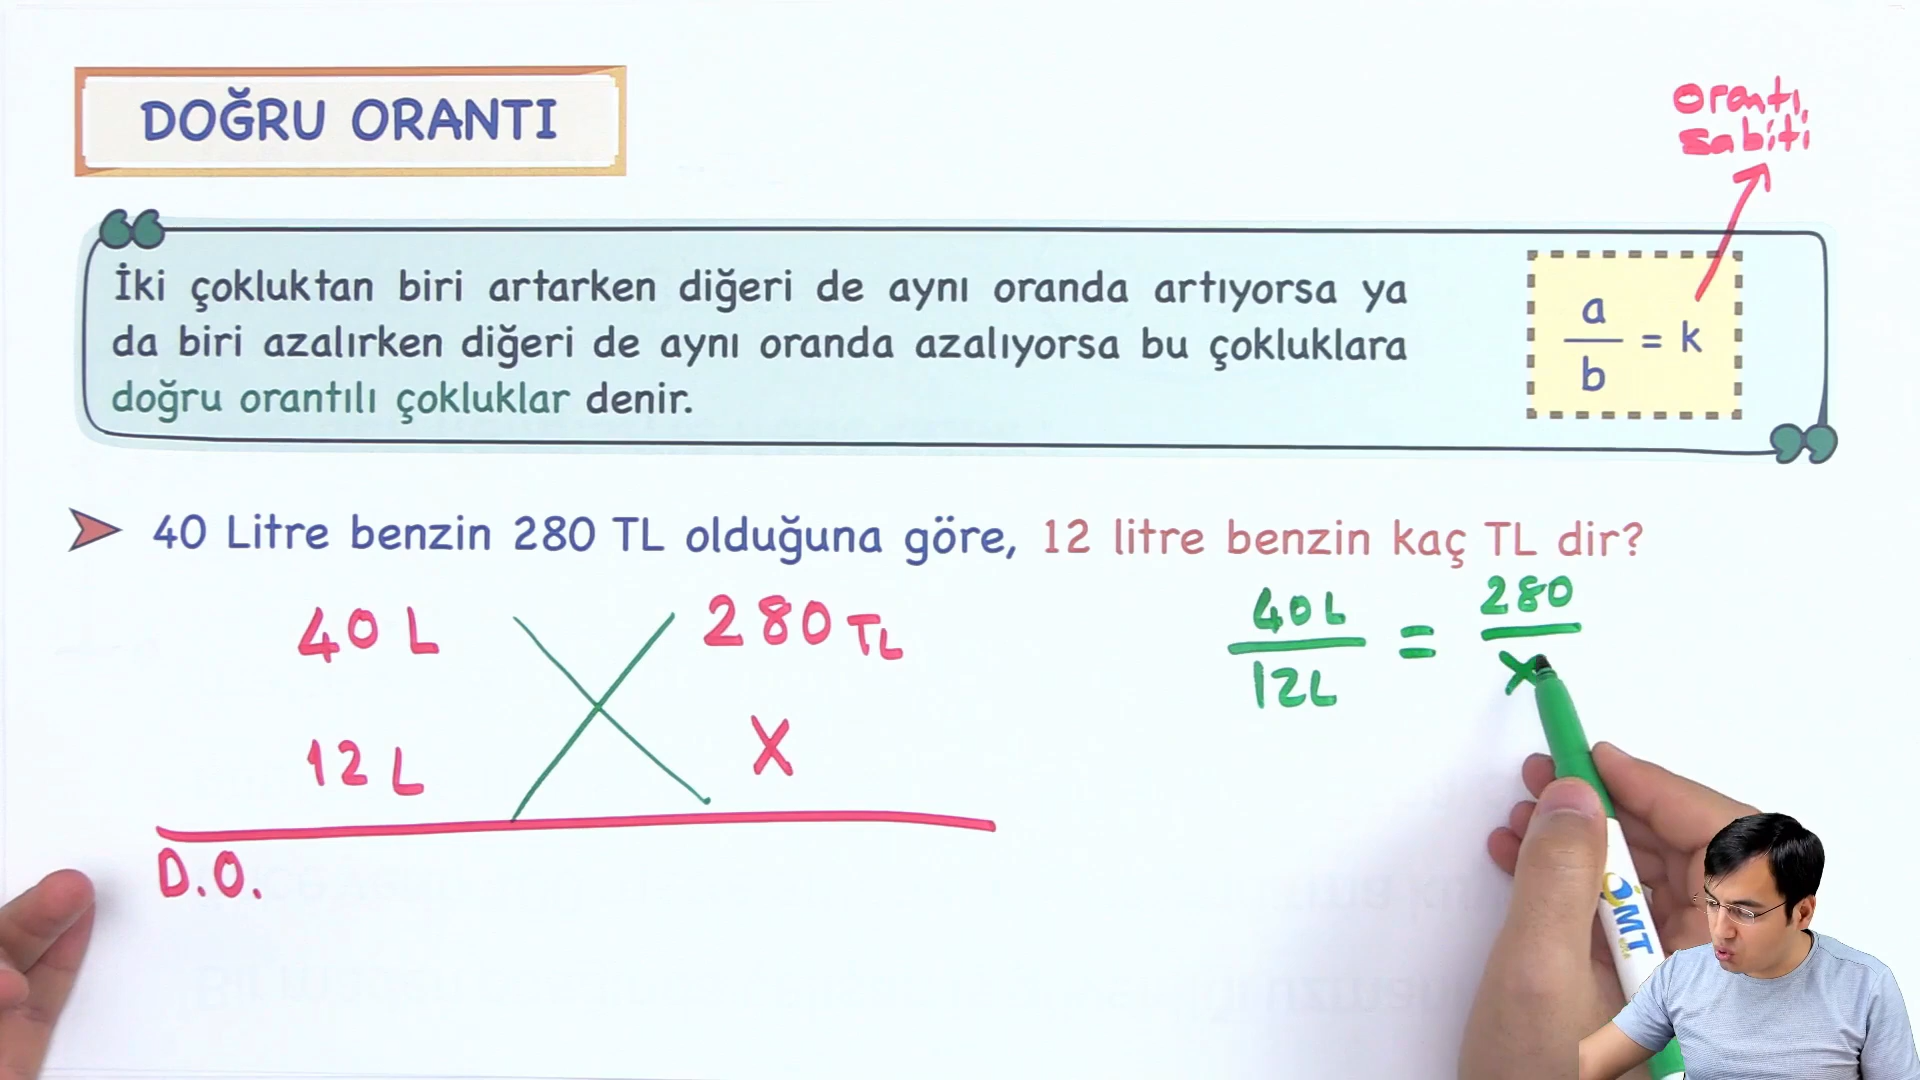 DOĞRU ORANTI
orantı
sabiti
İki çokluktan biri artarken diğeri de aynı oranda artıyorsa ya
da biri azalırken diğeri de aynı oranda azalıyorsa bu çokluklara
doğru orantılı çokluklar denir.
a
b
= k
40 Litre benzin 280 TL olduğuna göre, 12 litre benzin kaç TL dir?
40 L 280 TL
12 L X
D.O.
40L
12L
=
280
x
MT